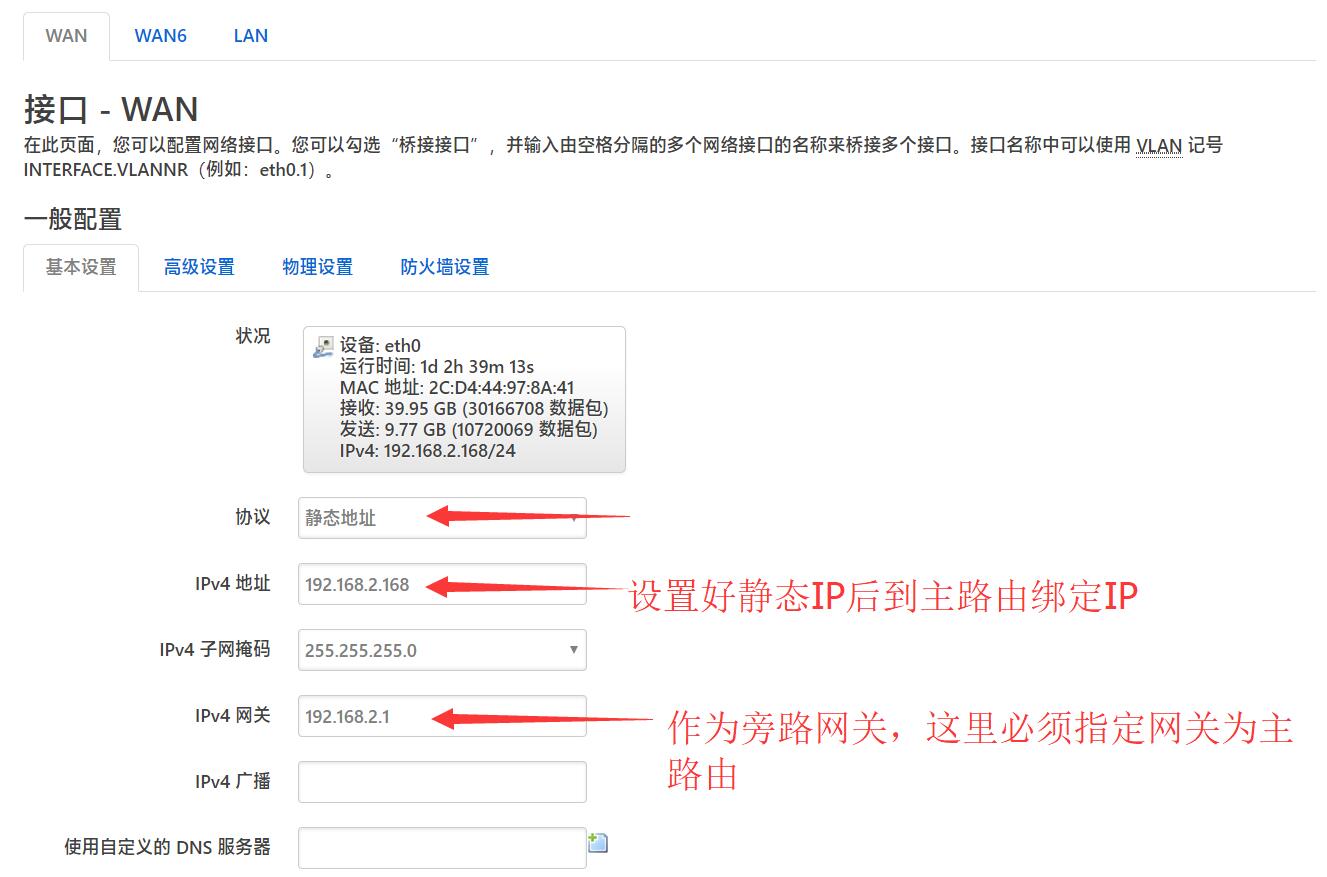 WAN WAN6 LAN
接口 - WAN
在此页面，您可以配置网络接口。您可以勾选“桥接接口”，并输入由空格分隔的多个网络接口的名称来桥接多个接口。接口名称中可以使用 VLAN 记号
INTERFACE.VLANNR（例如：eth0.1）。
一般配置
基本设置 高级设置 物理设置 防火墙设置
状况
设备: eth0
运行时间: 1d 2h 39m 13s
MAC 地址: 2C:D4:44:97:8A:41
接收: 39.95 GB (30166708 数据包)
发送: 9.77 GB (10720069 数据包)
IPv4: 192.168.2.168/24
协议 静态地址
IPv4 地址 192.168.2.168
设置好静态IP后到主路由绑定IP
IPv4 子网掩码 255.255.255.0
IPv4 网关 192.168.2.1
作为旁路网关，这里必须指定网关为主
路由
IPv4 广播
使用自定义的 DNS 服务器